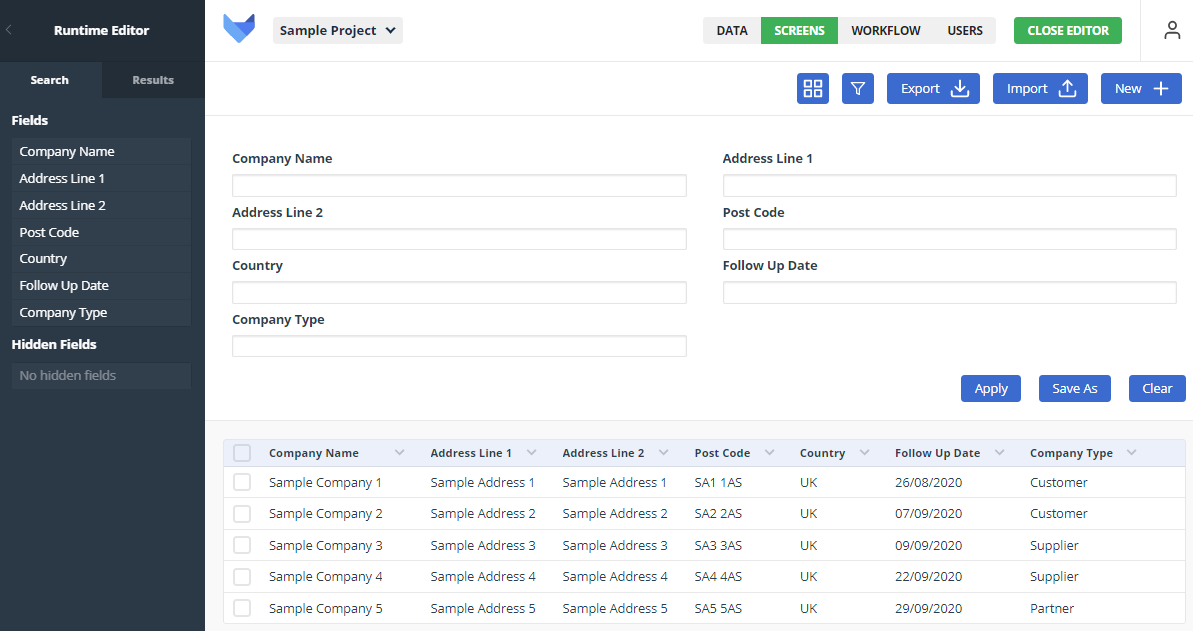 Runtime Editor
Sample Project
DATA SCREENS WORKFLOW USERS
CLOSE EDITOR
Search Results
Export Import New
Fields
Company Name
Address Line 1
Address Line 2
Post Code
Country
Follow Up Date
Company Type
Hidden Fields
No hidden fields
Company Name Address Line 1
Address Line 2 Post Code
Country Follow Up Date
Company Type
Apply Save As Clear
Company Name Address Line 1 Address Line 2 Post Code Country Follow Up Date Company Type
Sample Company 1 Sample Address 1 Sample Address 1 SA1 1AS UK 26/08/2020 Customer
Sample Company 2 Sample Address 2 Sample Address 2 SA2 2AS UK 07/09/2020 Customer
Sample Company 3 Sample Address 3 Sample Address 3 SA3 3AS UK 09/09/2020 Supplier
Sample Company 4 Sample Address 4 Sample Address 4 SA4 4AS UK 22/09/2020 Supplier
Sample Company 5 Sample Address 5 Sample Address 5 SA5 5AS UK 29/09/2020 Partner